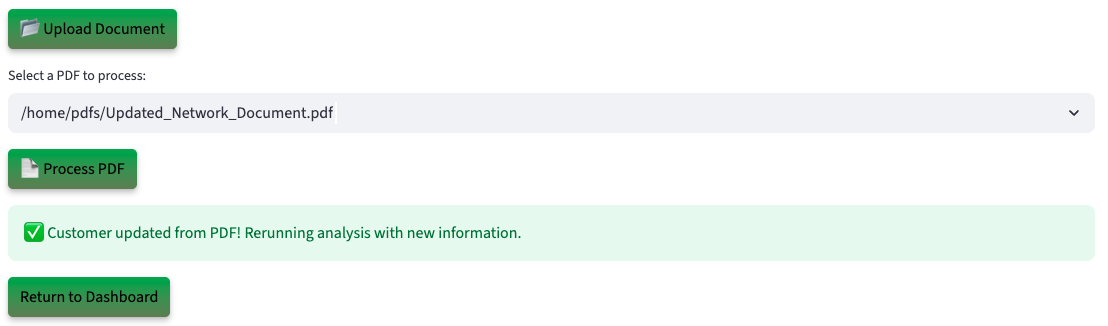 📂 Upload Document
Select a PDF to process:
/home/pdfs/Updated_Network_Document.pdf
📄 Process PDF
✅ Customer updated from PDF! Rerunning analysis with new information.
Return to Dashboard